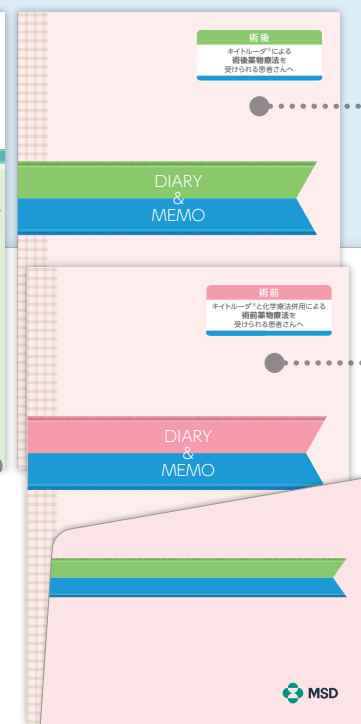 術後
キイトルーダ®による
術後薬物療法を
受けられる患者さんへ
DIARY
&
MEMO
術前
キイトルーダ®と化学療法併用による
術前薬物療法を
受けられる患者さんへ
DIARY
&
MEMO
MSD